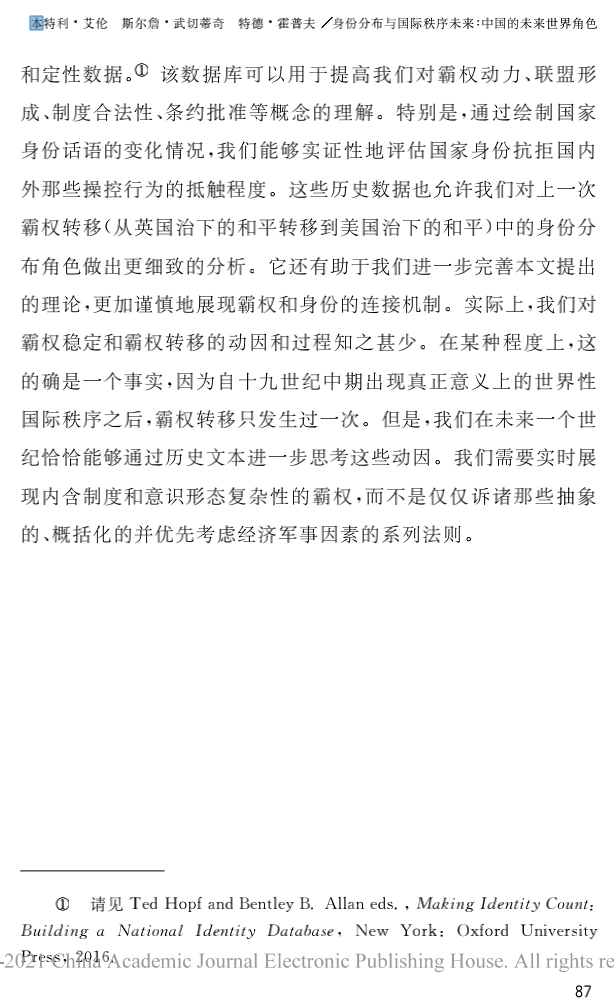 本特利·艾伦 斯尔詹·武切蒂奇 特德·霍普夫/身份分布与国际秩序未来:中国的未来世界角色
和定性数据。① 该数据库可以用于提高我们对霸权动力、联盟形
成、制度合法性、条约批准等概念的理解。特别是,通过绘制国家
身份话语的变化情况,我们能够实证性地评估国家身份抗拒国内
外那些操控行为的抵触程度。这些历史数据也允许我们对上一次
霸权转移(从英国治下的和平转移到美国治下的和平)中的身份分
布角色做出更细致的分析。它还有助于我们进一步完善本文提出
的理论,更加谨慎地展现霸权和身份的连接机制。实际上,我们对
霸权稳定和霸权转移的动因和过程知之甚少。在某种程度上,这
的确是一个事实,因为自十九世纪中期出现真正意义上的世界性
国际秩序之后,霸权转移只发生过一次。但是,我们在未来一个世
纪恰恰能够通过历史文本进一步思考这些动因。我们需要实时展
现内含制度和意识形态复杂性的霸权,而不是仅仅诉诸那些抽象
的、概括化的并优先考虑经济军事因素的系列法则。
① 请见 Ted Hopf and Bentley B. Allan eds., Making Identity Count:
Building a National Identity Database, New York: Oxford University
Press, 2016.
-2021 China Academic Journal Electronic Publishing House. All rights re
87